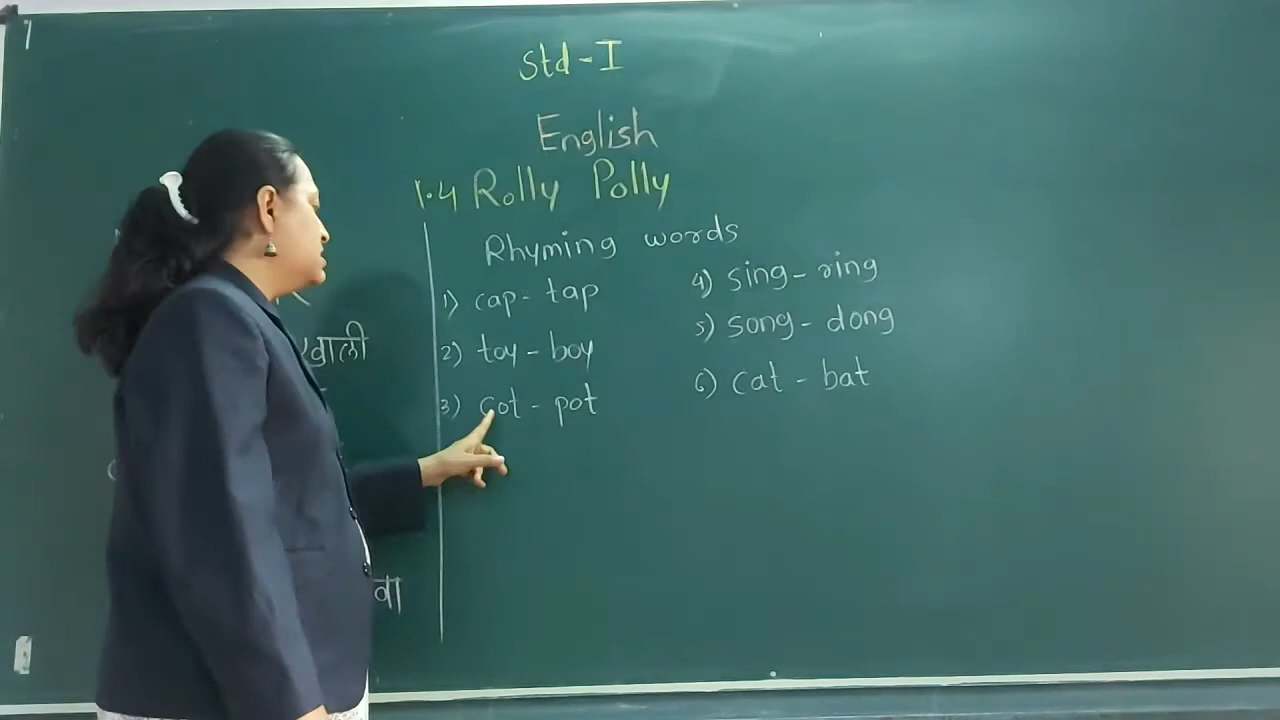 Std - I
English
1.4 Rolly Polly
Rhyming words
1) cap - tap
2) toy - boy
3) cot - pot
4) sing - ring
5) song - dong
6) cat - bat